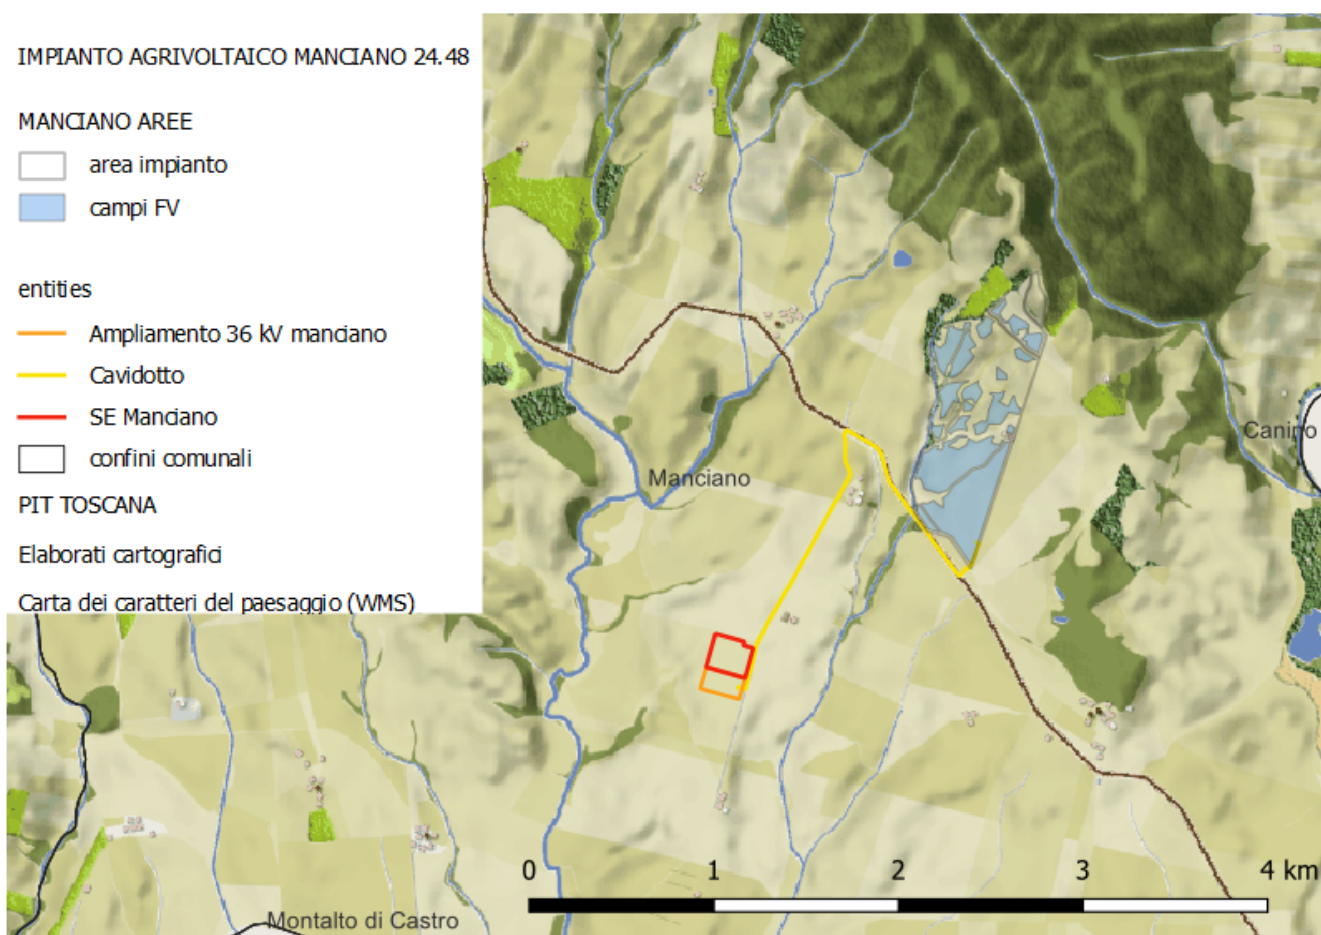 IMPIANTO AGRIVOLTAICO MANCIANO 24.48
MANCIANO AREE
area impianto
campi FV
entities
Ampliamento 36 kV manciano
Cavidotto
SE Manciano
confini comunali
PIT TOSCANA
Elaborati cartografici
Carta dei caratteri del paesaggio (WMS)
Canino
Manciano
0 1 2 3 4 km
Montalto di Castro